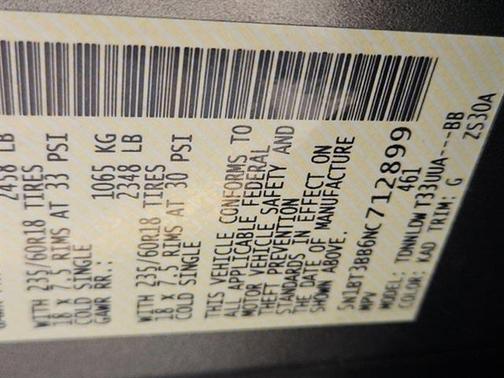 2438 LB
WITH 235/60R18 TIRES
18 x 7.5 RIMS AT 33 PSI
COLD SINGLE
GAWR RR.: 1065 KG
2348 LB
WITH 235/60R18 TIRES
18 x 7.5 RIMS AT 30 PSI
COLD SINGLE
THIS VEHICLE CONFORMS TO
ALL APPLICABLE FEDERAL
MOTOR VEHICLE SAFETY AND
THEFT PREVENTION
STANDARDS IN EFFECT ON
THE DATE OF MANUFACTURE
SHOWN ABOVE.
5N1BT3BB6NC712899
MPV 461
MODEL: TDNNLDWT33UUA---BB
COLOR: KAD TRIM: G ZS30A